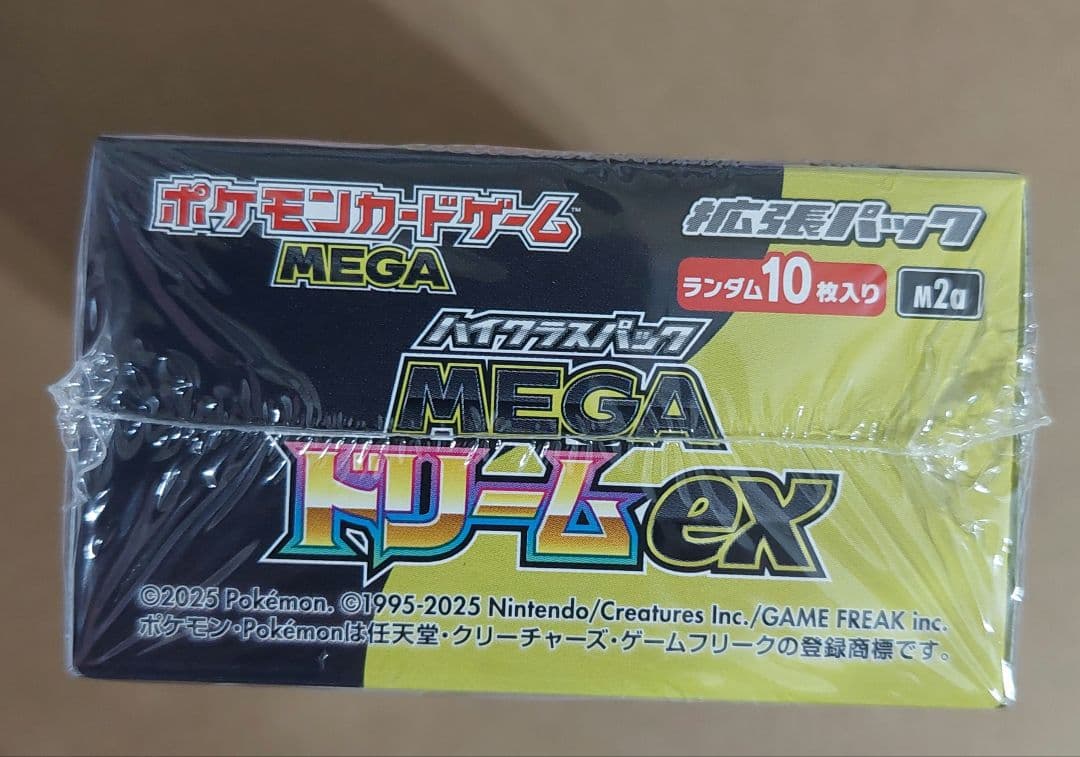 ポケモンカードゲーム™
MEGA
拡張パック
ランダム10枚入り
M2a
ハイクラスパック
MEGA
ドリームex
©2025 Pokémon. ©1995-2025 Nintendo/Creatures Inc./GAME FREAK inc.
ポケモン・Pokémonは任天堂・クリーチャーズ・ゲームフリークの登録商標です。